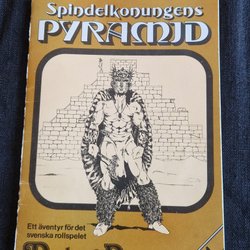 Spindelkonungens
PYRAMID
Ett äventyr för det
svenska rollspelet